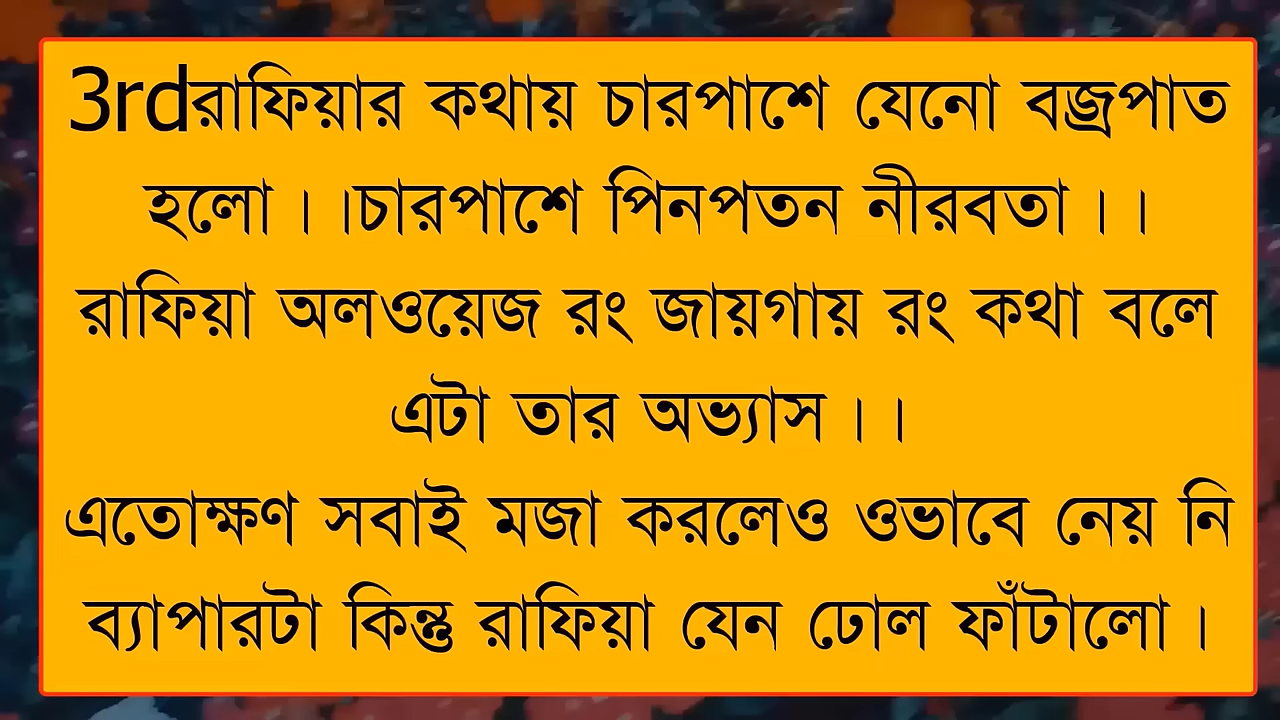 3rdরাফিয়ার কথায় চারপাশে যেনো বজ্রপাত
হলো।।চারপাশে পিনপতন নীরবতা।।
রাফিয়া অলওয়েজ রং জায়গায় রং কথা বলে
এটা তার অভ্যাস।।
এতোক্ষণ সবাই মজা করলেও ওভাবে নেয় নি
ব্যাপারটা কিন্তু রাফিয়া যেন ঢোল ফাঁটালো।